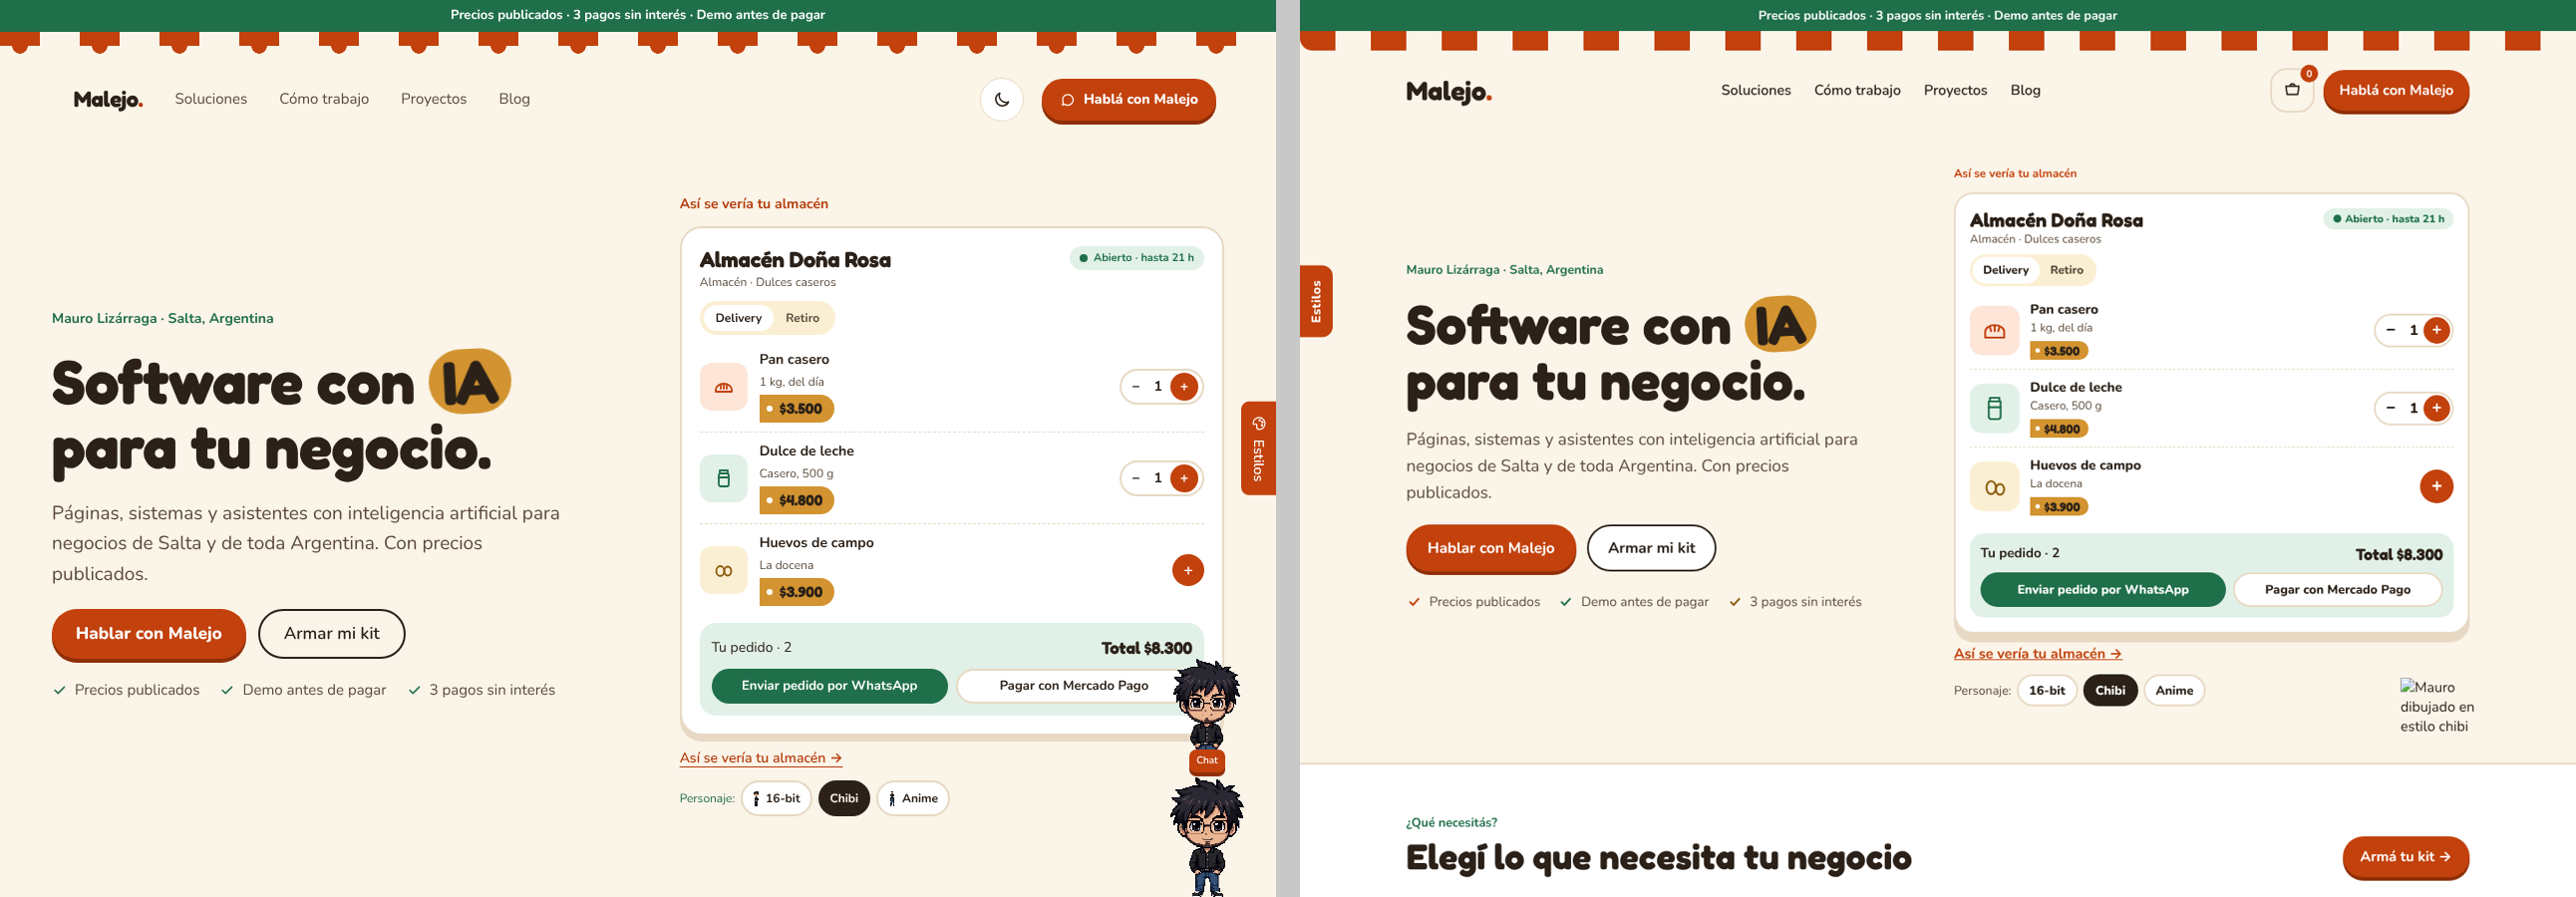 Precios publicados · 3 pagos sin interés · Demo antes de pagar
Malejo.
Soluciones
Cómo trabajo
Proyectos
Blog
Hablá con Malejo
Mauro Lizárraga · Salta, Argentina
Software con IA
para tu negocio.
Páginas, sistemas y asistentes con inteligencia artificial para
negocios de Salta y de toda Argentina. Con precios
publicados.
Hablar con Malejo
Armar mi kit
Precios publicados
Demo antes de pagar
3 pagos sin interés
Así se vería tu almacén
Almacén Doña Rosa
Abierto · hasta 21 h
Almacén · Dulces caseros
Delivery
Retiro
Pan casero
1 kg, del día
$3.500
− 1 +
Dulce de leche
Casero, 500 g
$4.800
− 1 +
Huevos de campo
La docena
$3.900
+
Tu pedido · 2
Total $8.300
Enviar pedido por WhatsApp
Pagar con Mercado Pago
Así se vería tu almacén →
Personaje:
16-bit
Chibi
Anime
Chat
Estilos
Precios publicados · 3 pagos sin interés · Demo antes de pagar
Malejo.
Soluciones
Cómo trabajo
Proyectos
Blog
0
Hablá con Malejo
Estilos
Mauro Lizárraga · Salta, Argentina
Software con IA
para tu negocio.
Páginas, sistemas y asistentes con inteligencia artificial para
negocios de Salta y de toda Argentina. Con precios
publicados.
Hablar con Malejo
Armar mi kit
Precios publicados
Demo antes de pagar
3 pagos sin interés
Así se vería tu almacén
Almacén Doña Rosa
Abierto · hasta 21 h
Almacén · Dulces caseros
Delivery
Retiro
Pan casero
1 kg, del día
$3.500
− 1 +
Dulce de leche
Casero, 500 g
$4.800
− 1 +
Huevos de campo
La docena
$3.900
+
Tu pedido · 2
Total $8.300
Enviar pedido por WhatsApp
Pagar con Mercado Pago
Así se vería tu almacén →
Personaje:
16-bit
Chibi
Anime
Mauro
dibujado en
estilo chibi
¿Qué necesitás?
Elegí lo que necesita tu negocio
Armá tu kit →